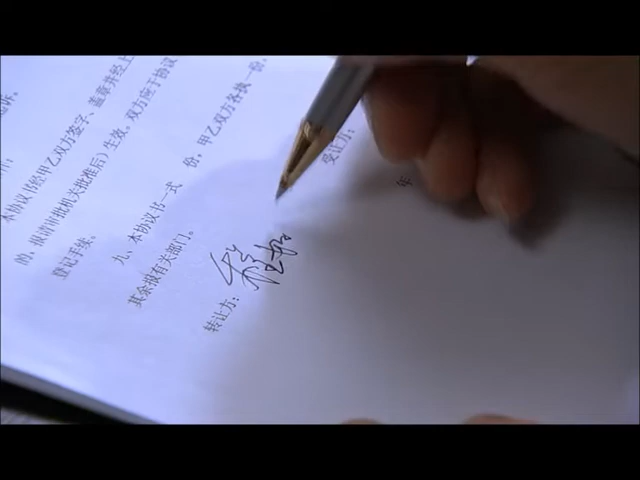 本协议书经甲乙双方签字、盖章并经上
的，报请审批机关批准后）生效。双方应于协议
登记手续。
九、本协议书一式 份，甲乙双方各执一份，
其余报有关部门。
转让方：
受让方：
年